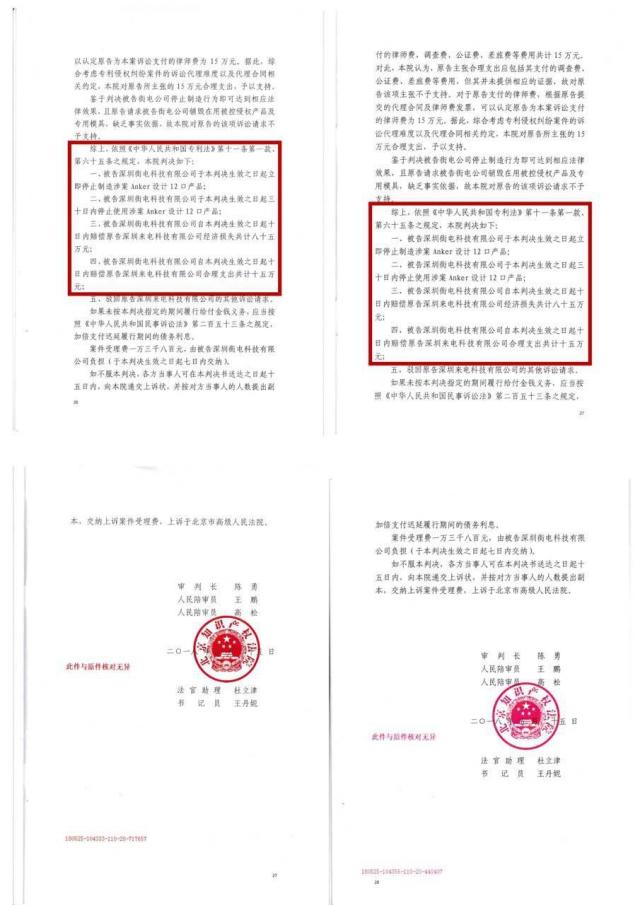 以认定原告为本案诉讼支付的律师费为 15 万元。据此，综
合考虑专利侵权纠纷案件的诉讼代理难度以及代理合同相
关约定，本院对原告所主张的 15 万元合理支出，予以支持。
鉴于判决被告街电公司停止制造行为即可达到相应法
律效果，且原告请求被告街电公司销毁在用被控侵权产品及
专用模具，缺乏事实依据，故本院对原告的该项诉讼请求不
予支持。
综上，依照《中华人民共和国专利法》第十一条第一款、
第六十五条之规定，本院判决如下：
一、被告深圳街电科技有限公司于本判决生效之日起立
即停止制造涉案 Anker 设计 12 口产品；
二、被告深圳街电科技有限公司于本判决生效之日起三
十日内停止使用涉案 Anker 设计 12 口产品；
三、被告深圳街电科技有限公司自本判决生效之日起十
日内赔偿原告深圳来电科技有限公司经济损失共计八十万
元；
四、被告深圳街电科技有限公司自本判决生效之日起十
日内赔偿原告深圳来电科技有限公司合理支出共计十五万
元；
五、驳回原告深圳来电科技有限公司的其他诉讼请求。
如果未按本判决指定的期间履行给付金钱义务，应当按
照《中华人民共和国民事诉讼法》第二百五十三条之规定，
加倍支付迟延履行期间的债务利息。
案件受理费一万三千八百元，由被告深圳街电科技有限
公司负担（于本判决生效之日起七日内交纳）。
如不服本判决，各方当事人可在本判决书送达之日起十
五日内，向本院递交上诉状，并按对方当事人的人数提出副
26
付的律师费，调查费、公证费、差旅费等费用共计 15 万元。
对此，本院认为，原告主张合理支出应包括其支付的调查费、
公证费、差旅费等费用，但其并未提供相应的证据，故对原
告该项主张不予支持。对于原告支付的律师费，根据原告提
交的代理合同及律师费发票，可以认定原告为本案诉讼支付
的律师费为 15 万元。据此，综合考虑专利侵权纠纷案件的诉
讼代理难度以及代理合同相关约定，本院对原告所主张的 15
万元合理支出，予以支持。
鉴于判决被告街电公司停止制造行为即可达到相应法律
效果，且原告请求被告街电公司销毁在用被控侵权产品及专
用模具，缺乏事实依据，故本院对原告的该项诉讼请求不予
支持。
综上，依照《中华人民共和国专利法》第十一条第一款、
第六十五条之规定，本院判决如下：
一、被告深圳街电科技有限公司于本判决生效之日起立
即停止制造涉案 Anker 设计 12 口产品；
二、被告深圳街电科技有限公司于本判决生效之日起三
十日内停止使用涉案 Anker 设计 12 口产品；
三、被告深圳街电科技有限公司自本判决生效之日起十
日内赔偿原告深圳来电科技有限公司经济损失共计八十五万
元；
四、被告深圳街电科技有限公司自本判决生效之日起十
日内赔偿原告深圳来电科技有限公司合理支出共计十五万
元；
五、驳回原告深圳来电科技有限公司的其他诉讼请求。
如果未按本判决指定的期间履行给付金钱义务，应当按
照《中华人民共和国民事诉讼法》第二百五十三条之规定，
27
本，交纳上诉案件受理费，上诉于北京市高级人民法院。
审 判 长 陈 勇
人民陪审员 王 鹏
人民陪审员 高 松
北京知识产权法院
二〇一八 日
此件与原件核对无异
法 官 助 理 杜立津
书 记 员 王丹妮
180525-104333-110-20-717657
27
加倍支付迟延履行期间的债务利息。
案件受理费一万三千八百元，由被告深圳街电科技有限
公司负担（于本判决生效之日起七日内交纳）。
如不服本判决，各方当事人可在本判决书送达之日起十
五日内，向本院递交上诉状，并按对方当事人的人数提出副
本，交纳上诉案件受理费，上诉于北京市高级人民法院。
审 判 长 陈 勇
人民陪审员 王 鹏
人民陪审员 高 松
北京知识产权法院
二〇一八 十五日
此件与原件核对无异
法 官 助 理 杜立津
书 记 员 王丹妮
180525-104355-110-20-440407
28